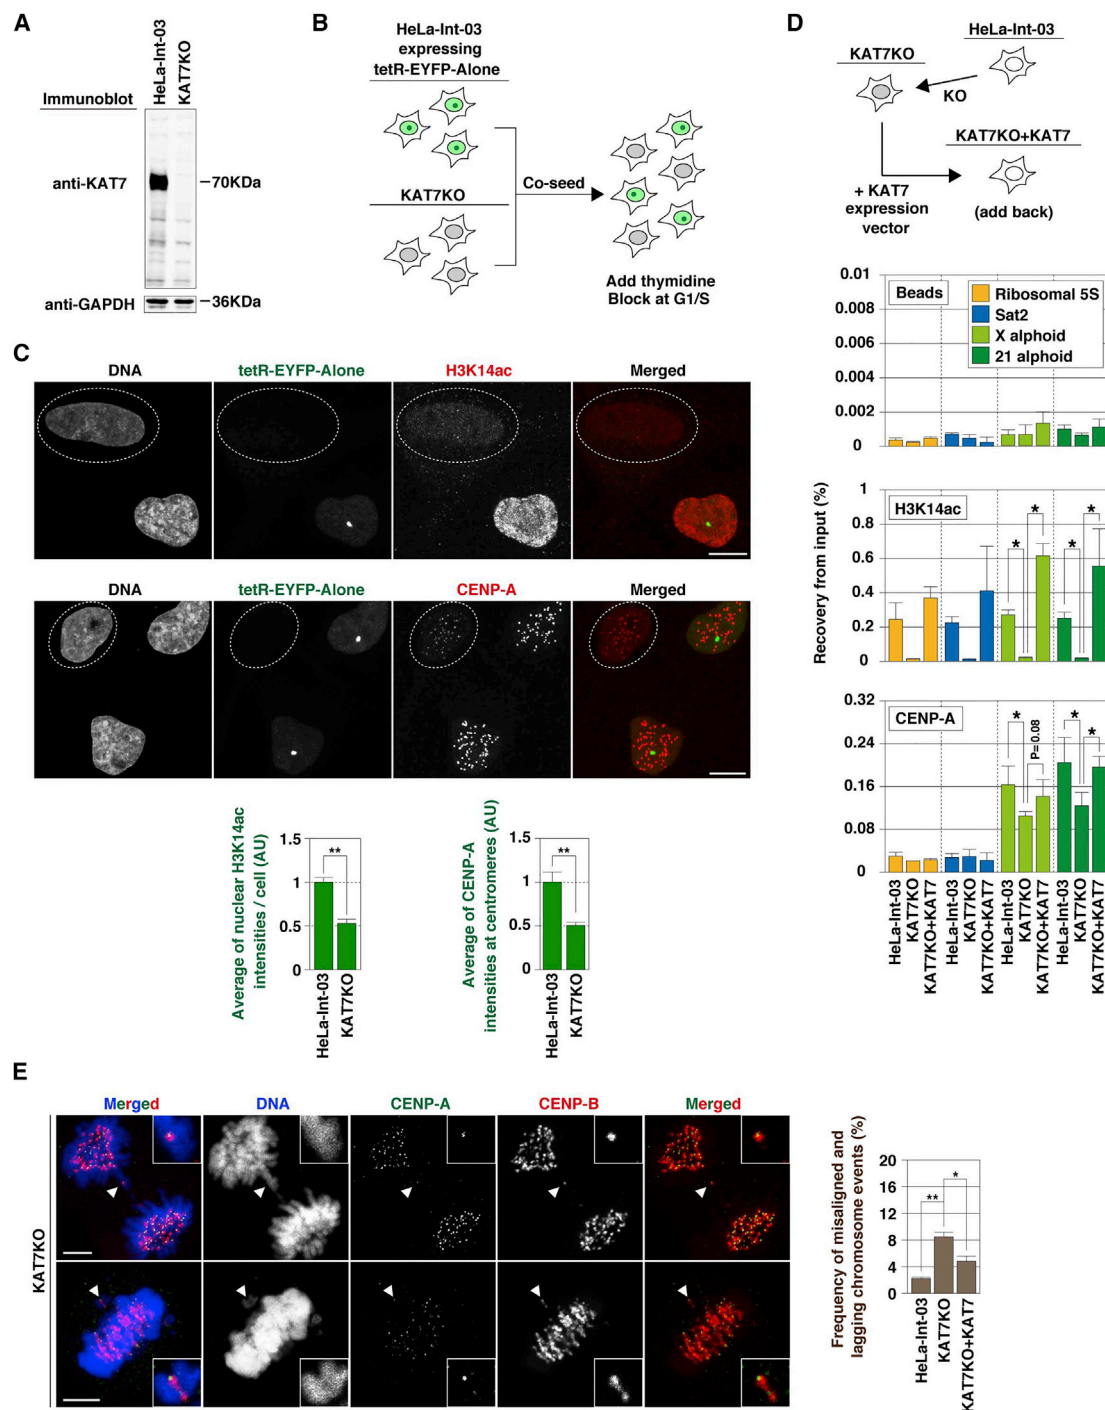 A
Immunoblot
HeLa-Int-03
KAT7KO
anti-KAT7
–70KDa
anti-GAPDH
–36KDa
B
HeLa-Int-03
expressing
tetR-EYFP-Alone
KAT7KO
Co-seed
Add thymidine
Block at G1/S
C
DNA
tetR-EYFP-Alone
H3K14ac
Merged
DNA
tetR-EYFP-Alone
CENP-A
Merged
Average of nuclear H3K14ac
intensities / cell (AU)
1.5
1
0.5
0
**
HeLa-Int-03
KAT7KO
Average of CENP-A
intensities at centromeres (AU)
1.5
1
0.5
0
**
HeLa-Int-03
KAT7KO
D
HeLa-Int-03
KAT7KO
KO
KAT7KO+KAT7
+ KAT7
expression
vector
(add back)
Recovery from input (%)
0.01
0.008
0.006
0.004
0.002
0
Beads
Ribosomal 5S
Sat2
X alphoid
21 alphoid
1
0.8
0.6
0.4
0.2
0
H3K14ac
*
*
*
*
0.32
0.24
0.16
0.08
0
CENP-A
*
P= 0.08
*
*
HeLa-Int-03
KAT7KO
KAT7KO+KAT7
HeLa-Int-03
KAT7KO
KAT7KO+KAT7
HeLa-Int-03
KAT7KO
KAT7KO+KAT7
HeLa-Int-03
KAT7KO
KAT7KO+KAT7
E
KAT7KO
Merged
DNA
CENP-A
CENP-B
Merged
Frequency of misaligned and
lagging chromosome events (%)
20
16
12
8
4
0
**
*
HeLa-Int-03
KAT7KO
KAT7KO+KAT7